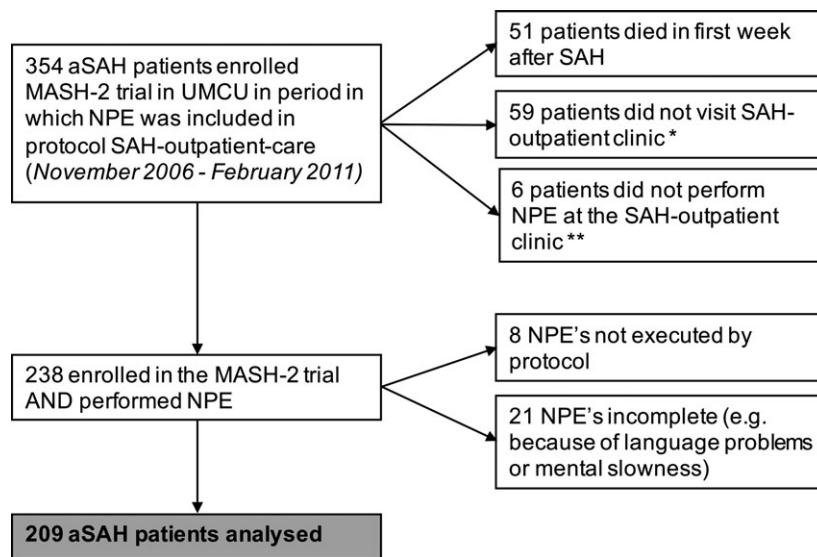 354 aSAH patients enrolled
MASH-2 trial in UMCU in period in
which NPE was included in
protocol SAH-outpatient-care
(November 2006 - February 2011)
51 patients died in first week
after SAH
59 patients did not visit SAH-
outpatient clinic *
6 patients did not perform
NPE at the SAH-outpatient
clinic **
238 enrolled in the MASH-2 trial
AND performed NPE
8 NPE's not executed by
protocol
21 NPE's incomplete (e.g.
because of language problems
or mental slowness)
209 aSAH patients analysed